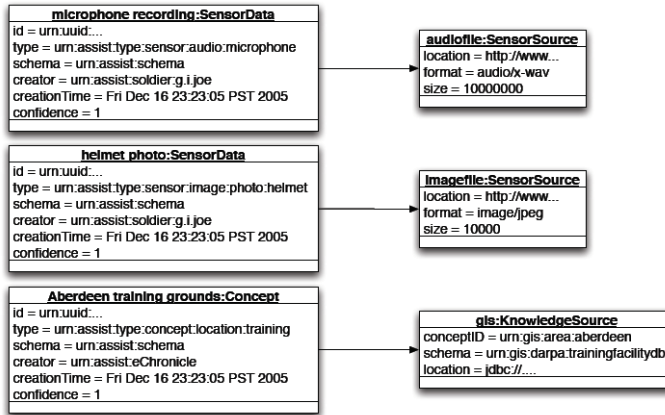 microphone recording:SensorData
id = urn:uuid:...
type = urn:assist:type:sensor:audio:microphone
schema = urn:assist:schema
creator = urn:assist:soldier:g.i.joe
creationTime = Fri Dec 16 23:23:05 PST 2005
confidence = 1
audiofile:SensorSource
location = http://www...
format = audio/x-wav
size = 10000000
helmet photo:SensorData
id = urn:uuid:...
type = urn:assist:type:sensor:image:photo:helmet
schema = urn:assist:schema
creator = urn:assist:soldier:g.i.joe
creationTime = Fri Dec 16 23:23:05 PST 2005
confidence = 1
imagefile:SensorSource
location = http://www...
format = image/jpeg
size = 10000
Aberdeen training grounds:Concept
id = urn:uuid:...
type = urn:assist:type:concept:location:training
schema = urn:assist:schema
creator = urn:assist:eChronicle
creationTime = Fri Dec 16 23:23:05 PST 2005
confidence = 1
gis:KnowledgeSource
conceptID = urn:gis:area:aberdeen
schema = urn:gis:darpa:trainingfacilitydb
location = jdbc://....